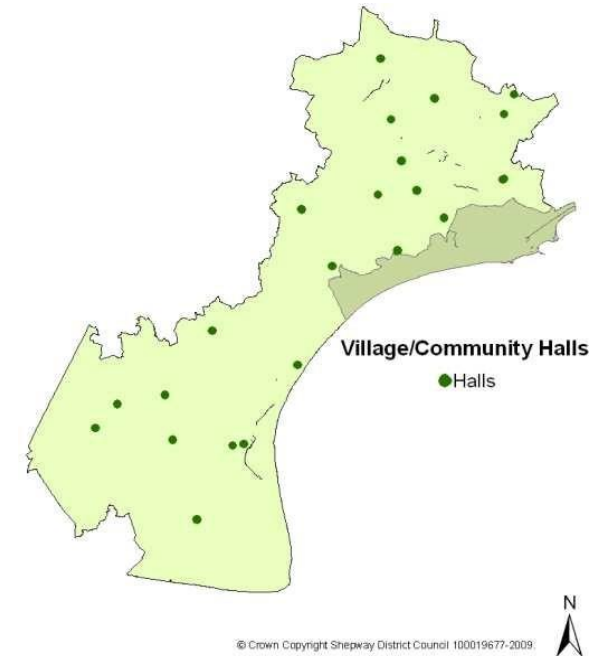 Village/Community Halls
Halls
N
© Crown Copyright Shepway District Council 100019677-2009.